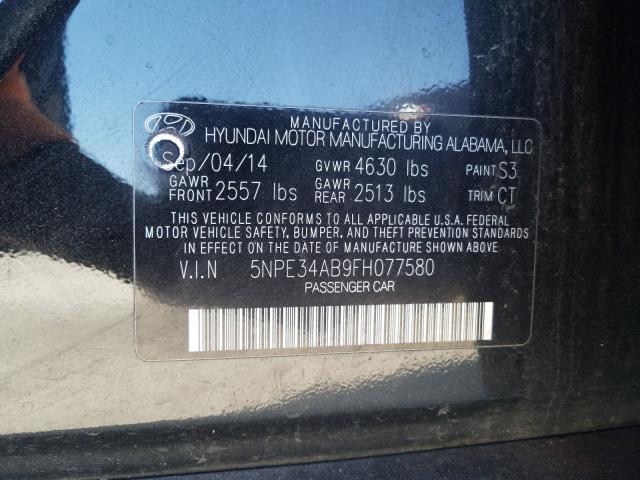 MANUFACTURED BY
HYUNDAI MOTOR MANUFACTURING ALABAMA, LLC
Sep/04/14 GVWR 4630 lbs PAINT S3
GAWR FRONT 2557 lbs GAWR REAR 2513 lbs TRIM CT
THIS VEHICLE CONFORMS TO ALL APPLICABLE U.S.A. FEDERAL
MOTOR VEHICLE SAFETY, BUMPER, AND THEFT PREVENTION
STANDARDS IN EFFECT ON THE DATE OF MANUFACTURE SHOWN ABOVE.
V.I.N 5NPE34AB9FH077580
PASSENGER CAR